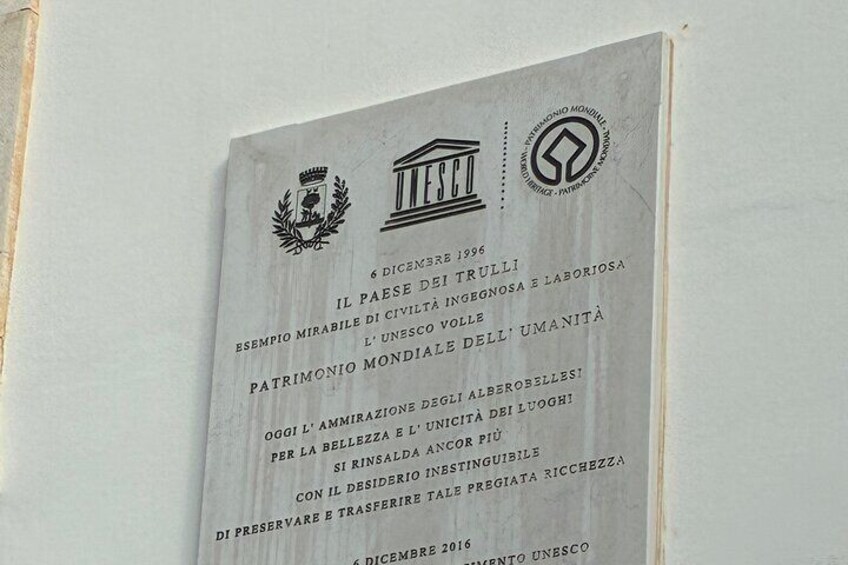 UNESCO
PATRIMONIO MONDIALE
WORLD HERITAGE
PATRIMOINE MONDIAL
6 DICEMBRE 1996
IL PAESE DEI TRULLI
ESEMPIO MIRABILE DI CIVILTÀ INGEGNOSA E LABORIOSA
L' UNESCO VOLLE
PATRIMONIO MONDIALE DELL' UMANITÀ
OGGI L' AMMIRAZIONE DEGLI ALBEROBELLESI
PER LA BELLEZZA E L' UNICITÀ DEI LUOGHI
SI RINSALDA ANCOR PIÙ
CON IL DESIDERIO INESTINGUIBILE
DI PRESERVARE E TRASFERIRE TALE PREGIATA RICCHEZZA
6 DICEMBRE 2016
UNESCO